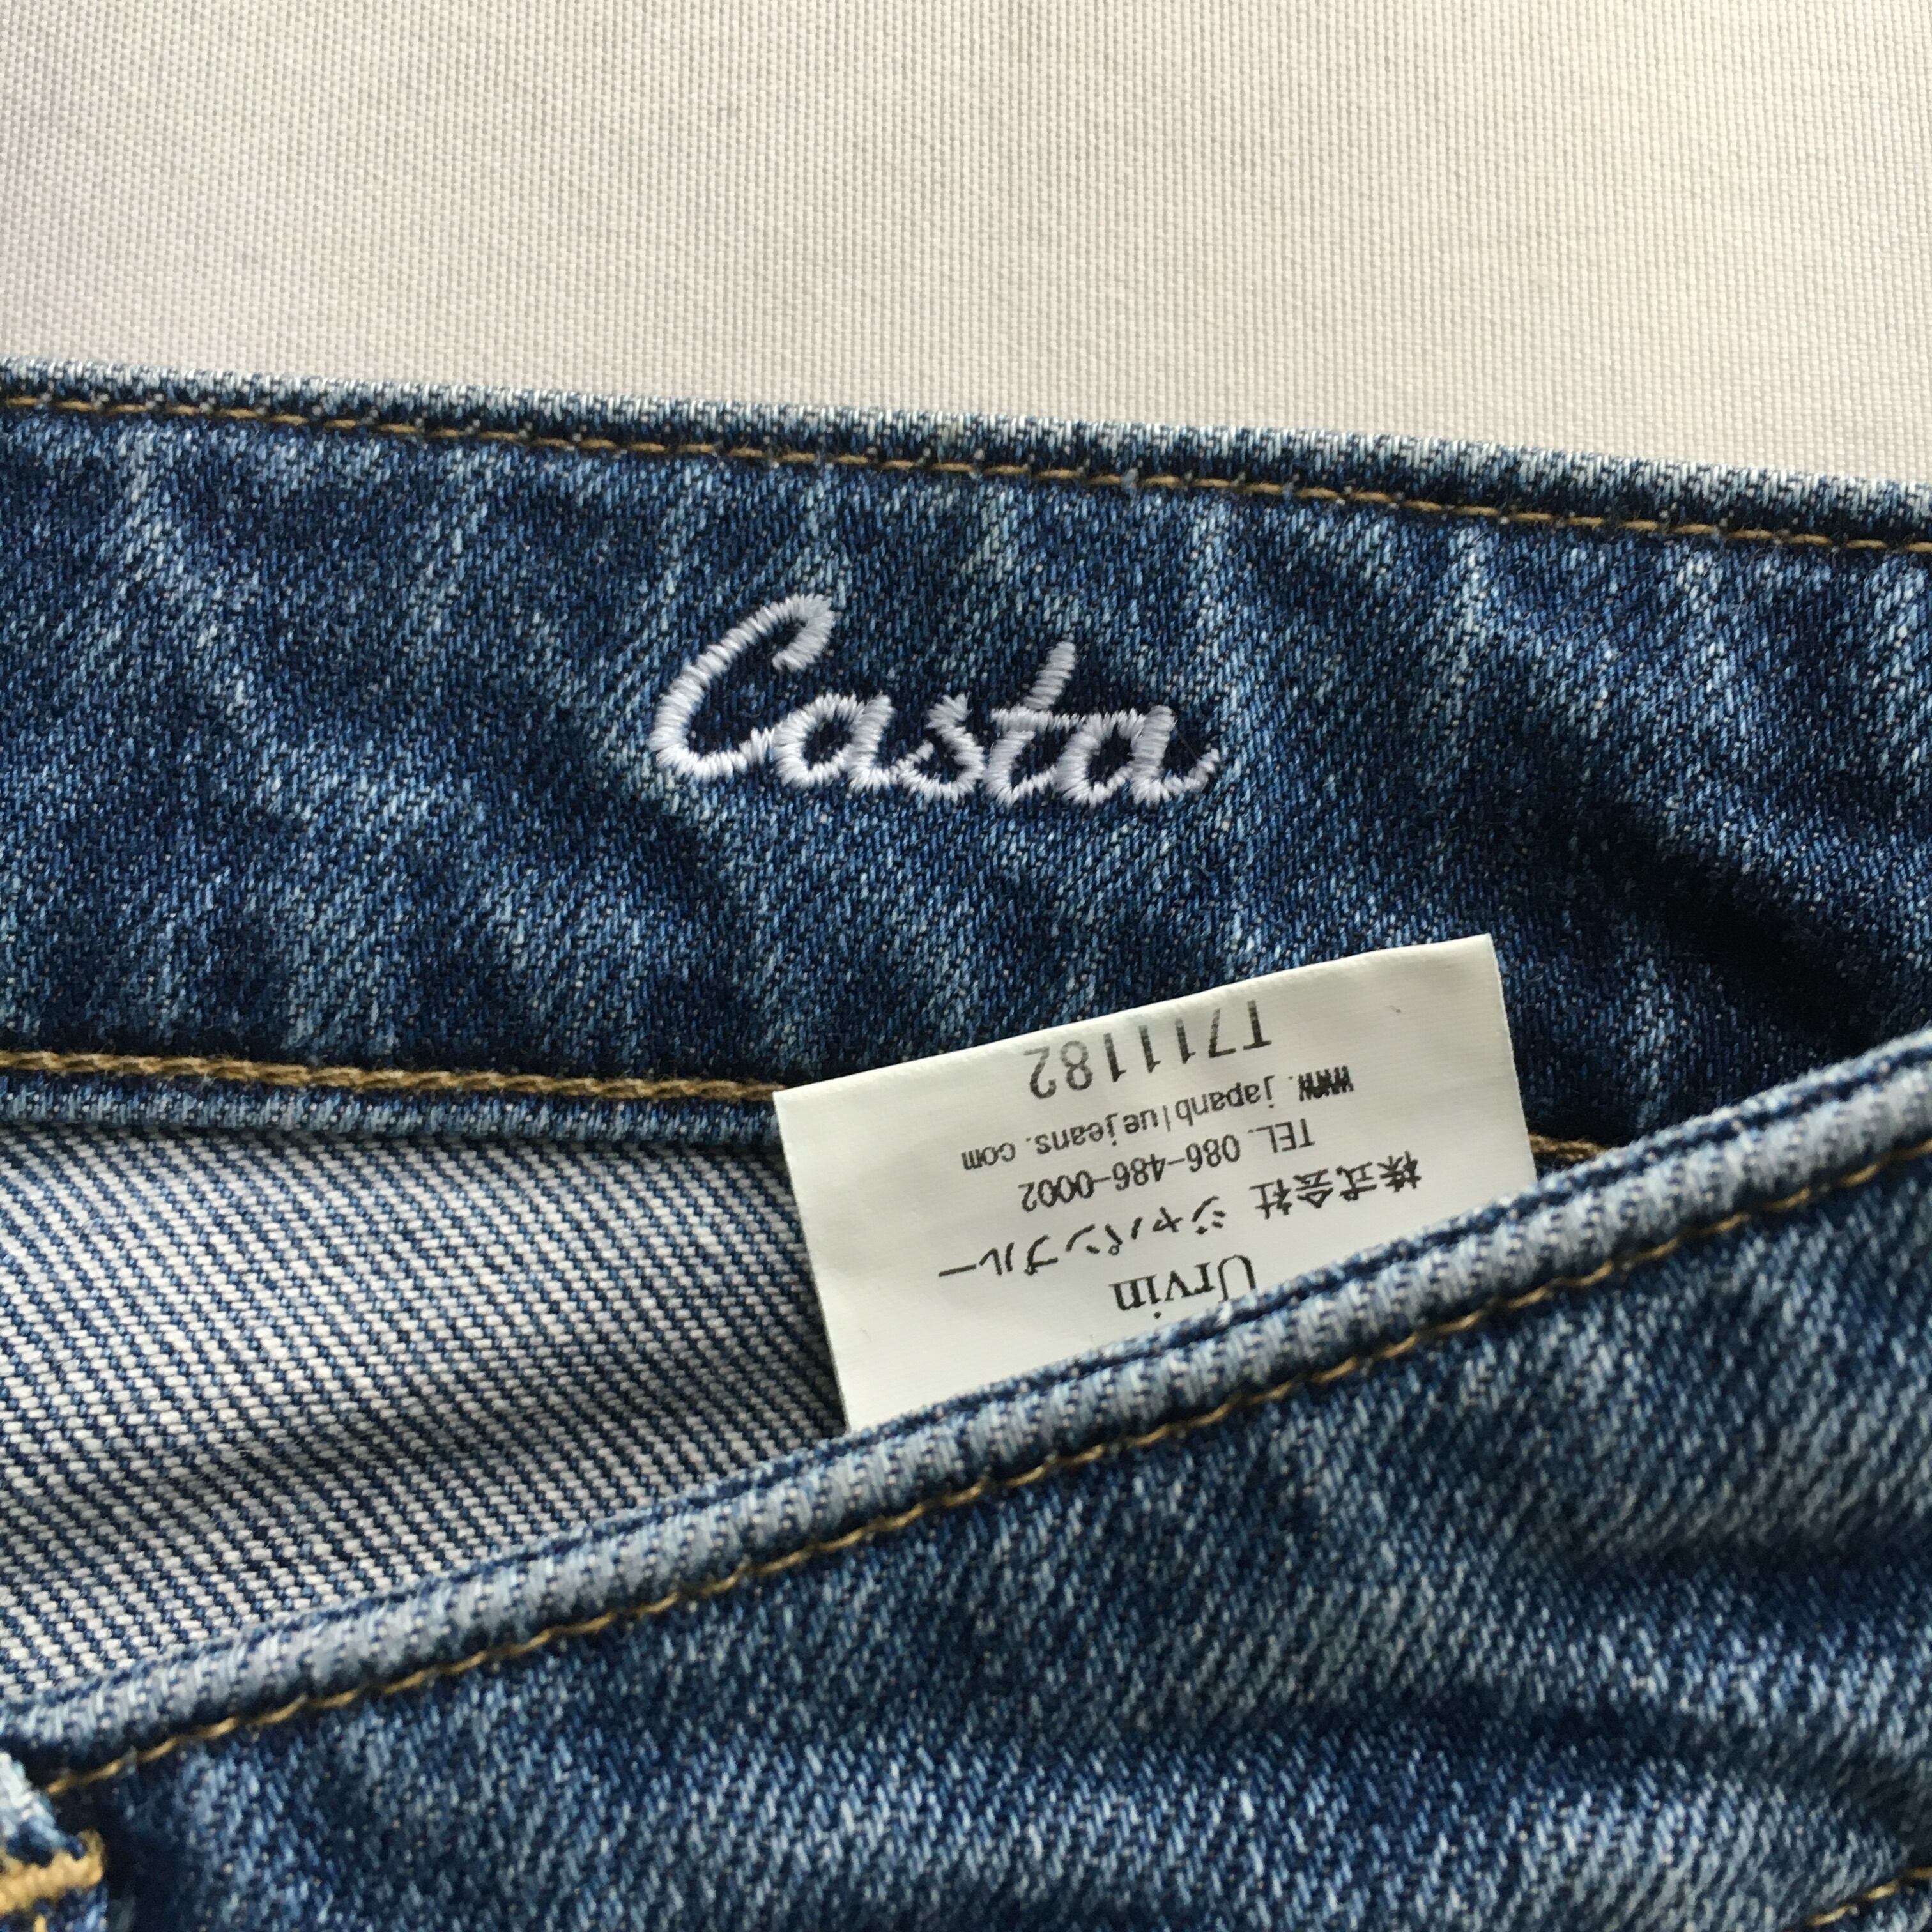 Casta
Urvin
株式会社 ジャパンブルー
TEL. 086-486-0002
www.japanbluejeans.com
T711182